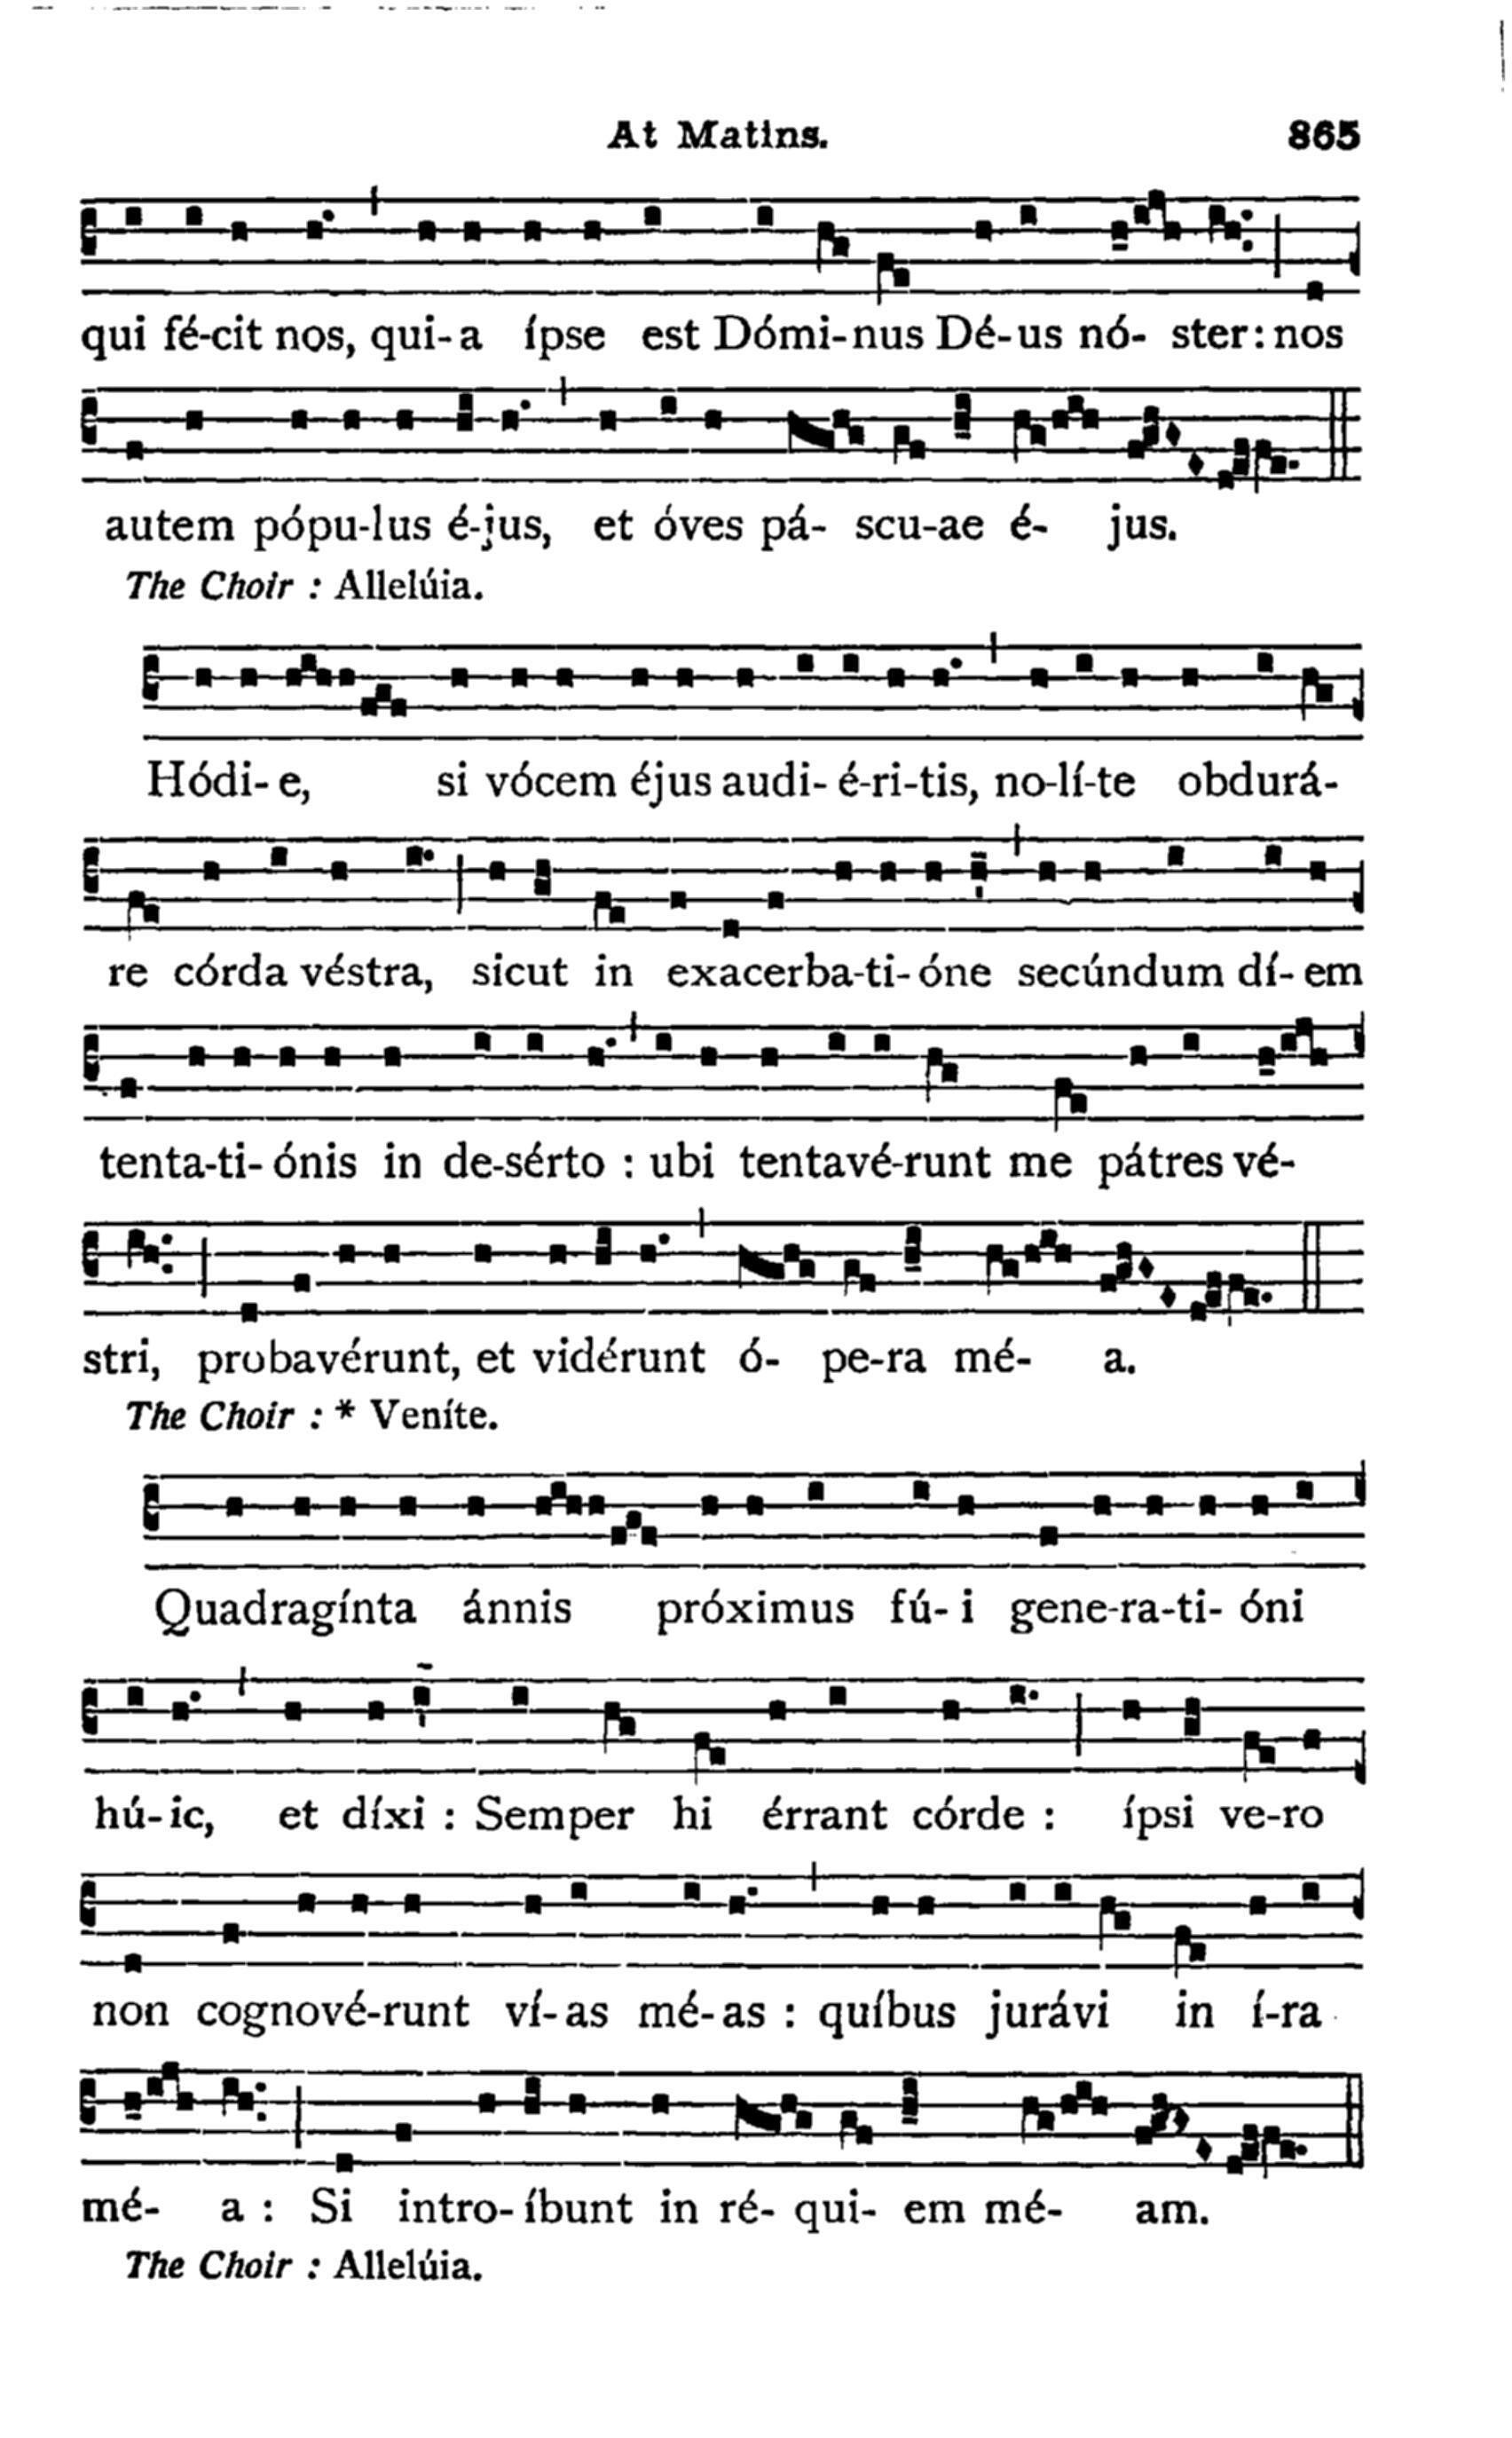 At Matins. 865
qui fé-cit nos, qui-a ípse est Dómi-nus Dé-us nó- ster: nos
autem pópu-lus é-jus, et óves pá- scu-ae é- jus.
The Choir : Allelúia.
Hódi-e, si vócem éjus audi-é-ri-tis, no-lí-te obdurá-
re córda véstra, sicut in exacerba-ti-óne secúndum dí-em
tenta-ti-ónis in de-sérto : ubi tentavé-runt me pátres vé-
stri, probavérunt, et vidérunt ó- pe-ra mé- a.
The Choir : * Veníte.
Quadragínta ánnis próximus fú-i gene-ra-ti-óni
hú-ic, et díxi : Semper hi érrant córde : ípsi ve-ro
non cognové-runt ví-as mé-as : quíbus jurávi in í-ra
mé- a : Si intro-íbunt in ré- qui- em mé- am.
The Choir : Allelúia.